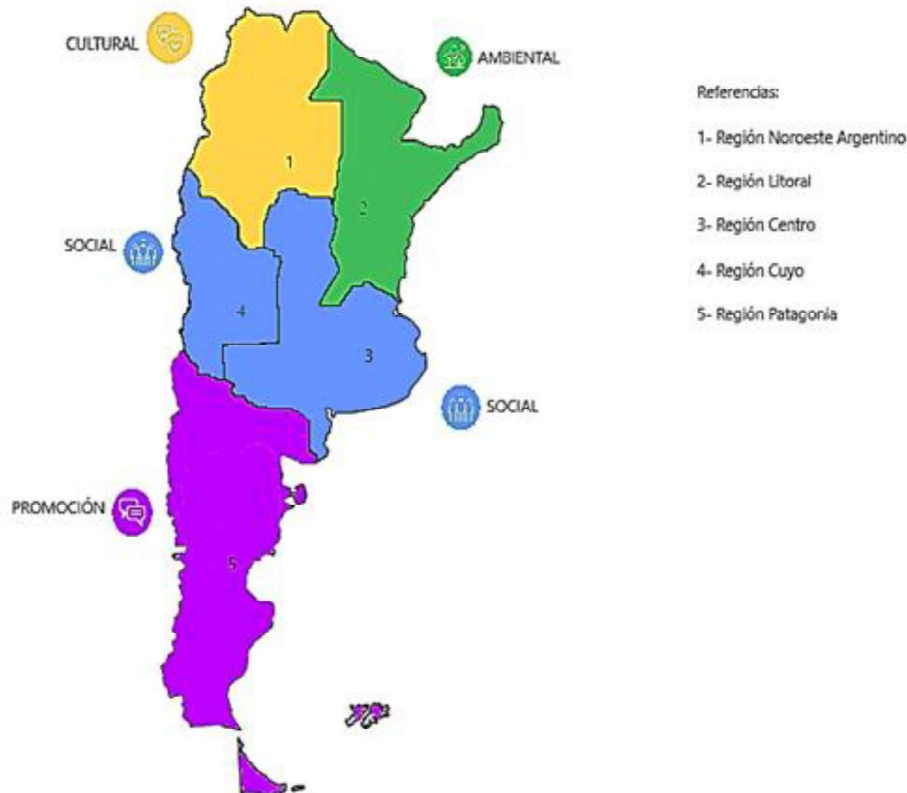 CULTURAL
AMBIENTAL
Referencias:
1- Región Noroeste Argentino
1
2- Región Litoral
2
3- Región Centro
SOCIAL
4- Región Cuyo
4
5- Región Patagonia
3
SOCIAL
PROMOCIÓN
5